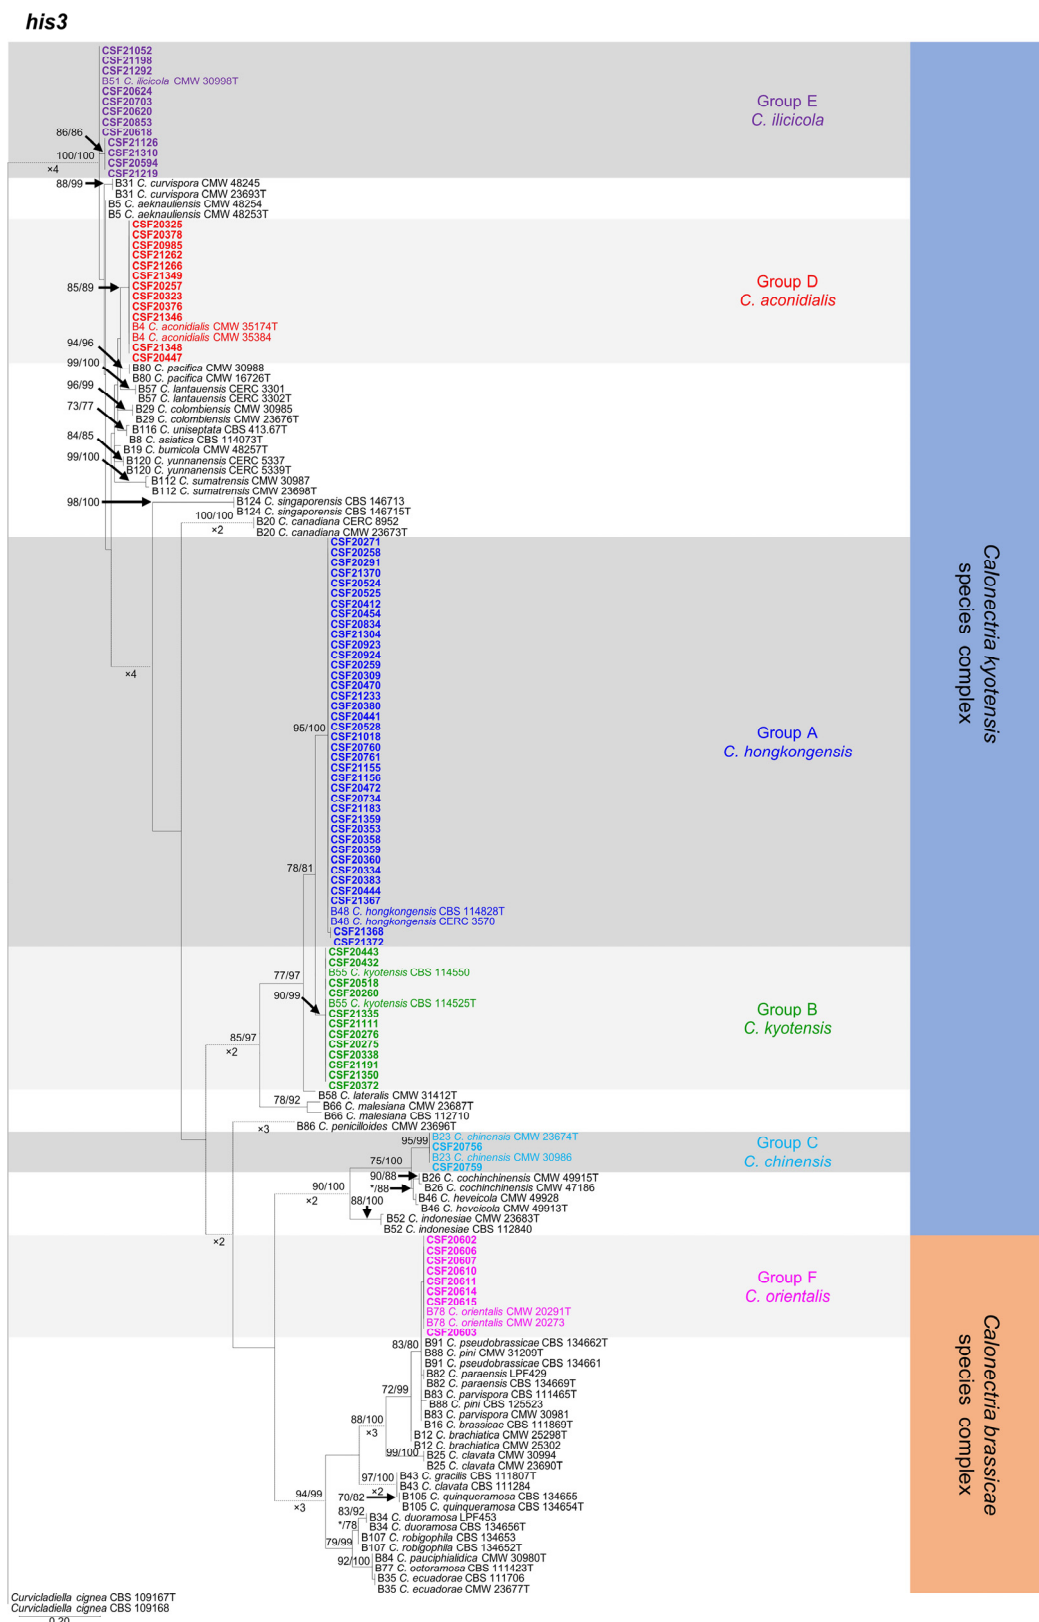 his3
CSF21052
CSF21198
CSF21292
B51 C. ilicicola CMW 30998T
CSF20624
CSF20703
CSF20620
CSF20853
CSF20618
CSF21126
CSF21310
CSF20594
CSF21219
86/86
100/100
×4
Group E
C. ilicicola
88/99
B31 C. curvispora CMW 48245
B31 C. curvispora CMW 23693T
B5 C. aeknauliensis CMW 48254
B5 C. aeknauliensis CMW 48253T
CSF20325
CSF20378
CSF20985
CSF21262
CSF21266
CSF21349
CSF20257
CSF20323
CSF20376
CSF21346
B4 C. aconidialis CMW 35174T
B4 C. aconidialis CMW 35384
CSF21348
CSF20447
85/89
Group D
C. aconidialis
94/96
99/100
96/99
73/77
84/85
99/100
98/100
B80 C. pacifica CMW 30988
B80 C. pacifica CMW 16726T
B57 C. lantauensis CERC 3301
B57 C. lantauensis CERC 3302T
B29 C. colombiensis CMW 30985
B29 C. colombiensis CMW 23676T
B116 C. uniseptata CBS 413.67T
B8 C. asiatica CBS 114073T
B19 C. bumicola CMW 48257T
B120 C. yunnanensis CERC 5337
B120 C. yunnanensis CERC 5339T
B112 C. sumatrensis CMW 30987
B112 C. sumatrensis CMW 23698T
B124 C. singaporensis CBS 146713
B124 C. singaporensis CBS 146715T
100/100
×2
B20 C. canadiana CERC 8952
B20 C. canadiana CMW 23673T
CSF20271
CSF20258
CSF20291
CSF21370
CSF20524
CSF20525
CSF20412
CSF20454
CSF20834
CSF21304
CSF20923
CSF20924
CSF20259
CSF20309
CSF20470
CSF21233
CSF20380
CSF20441
CSF20528
CSF21018
CSF20760
CSF20761
CSF21155
CSF21156
CSF20472
CSF20734
CSF21183
CSF21359
CSF20353
CSF20358
CSF20359
CSF20360
CSF20334
CSF20383
CSF20444
CSF21367
B48 C. hongkongensis CBS 114828T
B48 C. hongkongensis CERC 3570
CSF21368
CSF21372
×4
95/100
78/81
Group A
C. hongkongensis
Calonectria kyotensis
species complex
CSF20443
CSF20432
B55 C. kyotensis CBS 114550
CSF20518
CSF20260
B55 C. kyotensis CBS 114525T
CSF21335
CSF21111
CSF20276
CSF20275
CSF20338
CSF21191
CSF21350
CSF20372
77/97
90/99
85/97
×2
Group B
C. kyotensis
B58 C. lateralis CMW 31412T
78/92
B66 C. malesiana CMW 23687T
B66 C. malesiana CBS 112710
×3
B86 C. penicilloides CMW 23696T
B23 C. chinensis CMW 23674T
CSF20756
B23 C. chinensis CMW 30986
CSF20759
95/99
75/100
Group C
C. chinensis
90/88
*/88
90/100
×2
88/100
B26 C. cochinchinensis CMW 49915T
B26 C. cochinchinensis CMW 47186
B46 C. heveicola CMW 49928
B46 C. heveicola CMW 49913T
B52 C. indonesiae CMW 23683T
B52 C. indonesiae CBS 112840
×2
CSF20602
CSF20606
CSF20607
CSF20610
CSF20611
CSF20614
CSF20615
B78 C. orientalis CMW 20291T
B78 C. orientalis CMW 20273
CSF20603
Group F
C. orientalis
83/80
B91 C. pseudobrassicae CBS 134662T
B88 C. pini CMW 31209T
B91 C. pseudobrassicae CBS 134661
B82 C. paraensis LPF429
B82 C. paraensis CBS 134669T
B83 C. parvispora CBS 111465T
B88 C. pini CBS 125523
B83 C. parvispora CMW 30981
B16 C. brassicae CBS 111869T
B12 C. brachiatica CMW 25298T
B12 C. brachiatica CMW 25302
72/99
88/100
×3
99/100
B25 C. clavata CMW 30994
B25 C. clavata CMW 23690T
97/100
×2
B43 C. gracilis CBS 111807T
B43 C. clavata CBS 111284
70/82
B105 C. quinqueramosa CBS 134655
B105 C. quinqueramosa CBS 134654T
94/99
×3
83/92
*/78
B34 C. duoramosa LPF453
B34 C. duoramosa CBS 134656T
B107 C. robigophila CBS 134653
B107 C. robigophila CBS 134652T
79/99
92/100
B84 C. pauciphialidica CMW 30980T
B77 C. octoramosa CBS 111423T
B35 C. ecuadorae CBS 111706
B35 C. ecuadorae CMW 23677T
Calonectria brassicae
species complex
Curvicladiella cignea CBS 109167T
Curvicladiella cignea CBS 109168
0.20